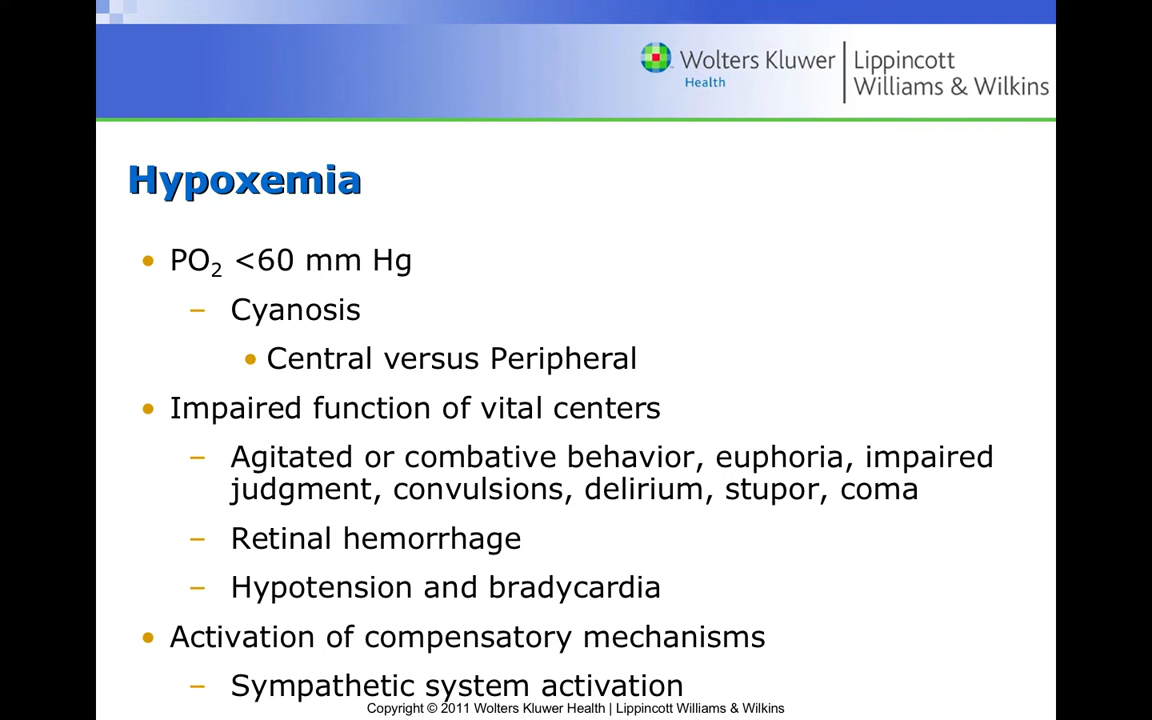 Wolters Kluwer
Health
Lippincott
Williams & Wilkins
Hypoxemia
• PO₂ <60 mm Hg
– Cyanosis
• Central versus Peripheral
• Impaired function of vital centers
– Agitated or combative behavior, euphoria, impaired
judgment, convulsions, delirium, stupor, coma
– Retinal hemorrhage
– Hypotension and bradycardia
• Activation of compensatory mechanisms
– Sympathetic system activation
Copyright © 2011 Wolters Kluwer Health | Lippincott Williams & Wilkins